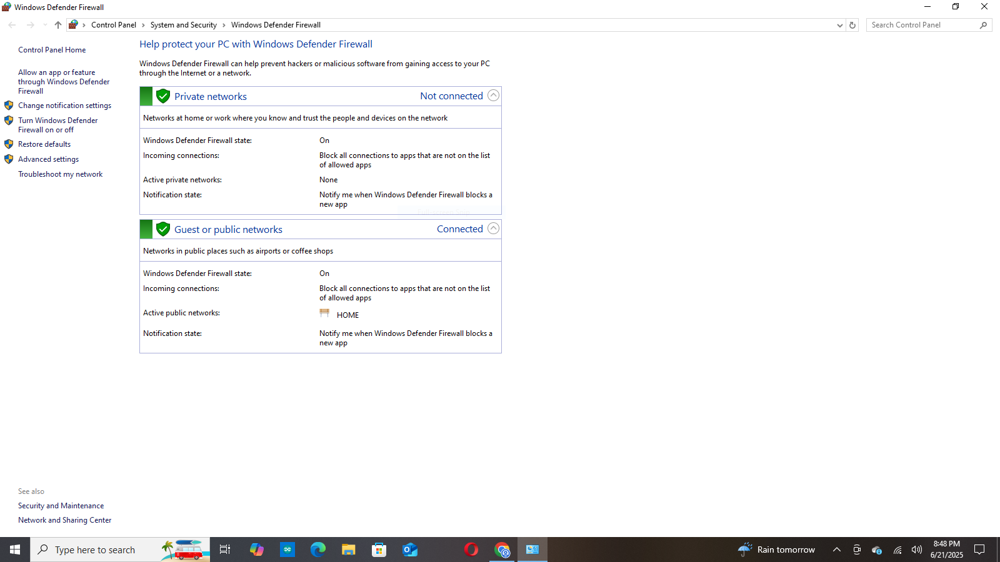 Windows Defender Firewall
Control Panel > System and Security > Windows Defender Firewall
Search Control Panel
Control Panel Home
Allow an app or feature
through Windows Defender
Firewall
Change notification settings
Turn Windows Defender
Firewall on or off
Restore defaults
Advanced settings
Troubleshoot my network
Help protect your PC with Windows Defender Firewall
Windows Defender Firewall can help prevent hackers or malicious software from gaining access to your PC
through the Internet or a network.
Private networks Not connected
Networks at home or work where you know and trust the people and devices on the network
Windows Defender Firewall state: On
Incoming connections: Block all connections to apps that are not on the list
of allowed apps
Active private networks: None
Notification state: Notify me when Windows Defender Firewall blocks a
new app
Guest or public networks Connected
Networks in public places such as airports or coffee shops
Windows Defender Firewall state: On
Incoming connections: Block all connections to apps that are not on the list
of allowed apps
Active public networks: HOME
Notification state: Notify me when Windows Defender Firewall blocks a
new app
See also
Security and Maintenance
Network and Sharing Center
Type here to search
Rain tomorrow
8:48 PM
6/21/2025